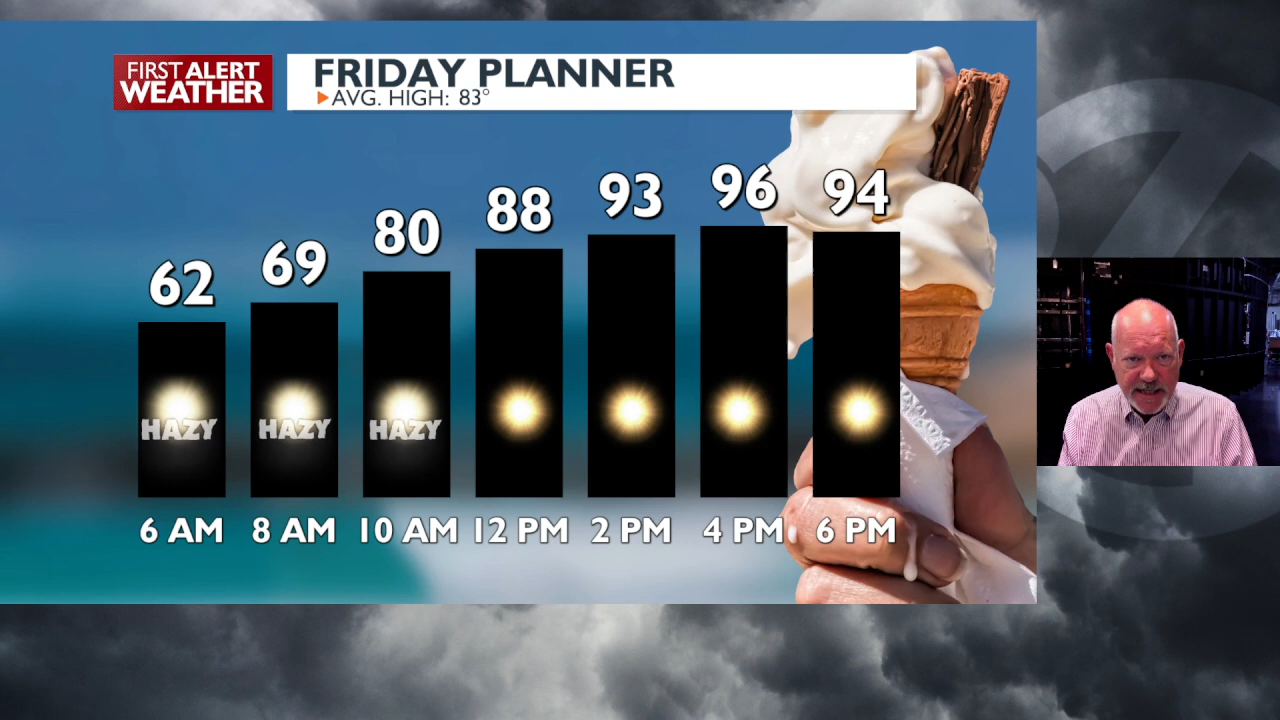 FIRST ALERT
WEATHER
FRIDAY PLANNER
AVG. HIGH: 83°
62 69 80 88 93 96 94
HAZY HAZY HAZY
6 AM 8 AM 10 AM 12 PM 2 PM 4 PM 6 PM